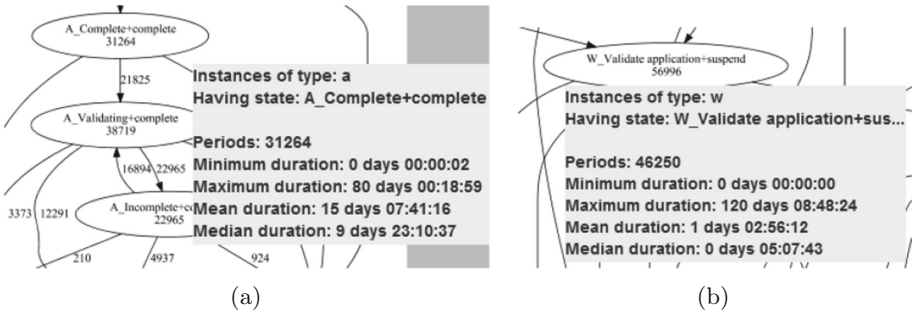 A_Complete+complete
31264
21825
Instances of type: a
Having state: A_Complete+complete
A_Validating+complete
38719
Periods: 31264
Minimum duration: 0 days 00:00:02
Maximum duration: 80 days 00:18:59
Mean duration: 15 days 07:41:16
Median duration: 9 days 23:10:37
16894 22965
A_Incomplete+co
22965
3373 12291
210 4937 924
(a)
W_Validate application+suspend
56996
Instances of type: w
Having state: W_Validate application+sus...
Periods: 46250
Minimum duration: 0 days 00:00:00
Maximum duration: 120 days 08:48:24
Mean duration: 1 days 02:56:12
Median duration: 0 days 05:07:43
(b)